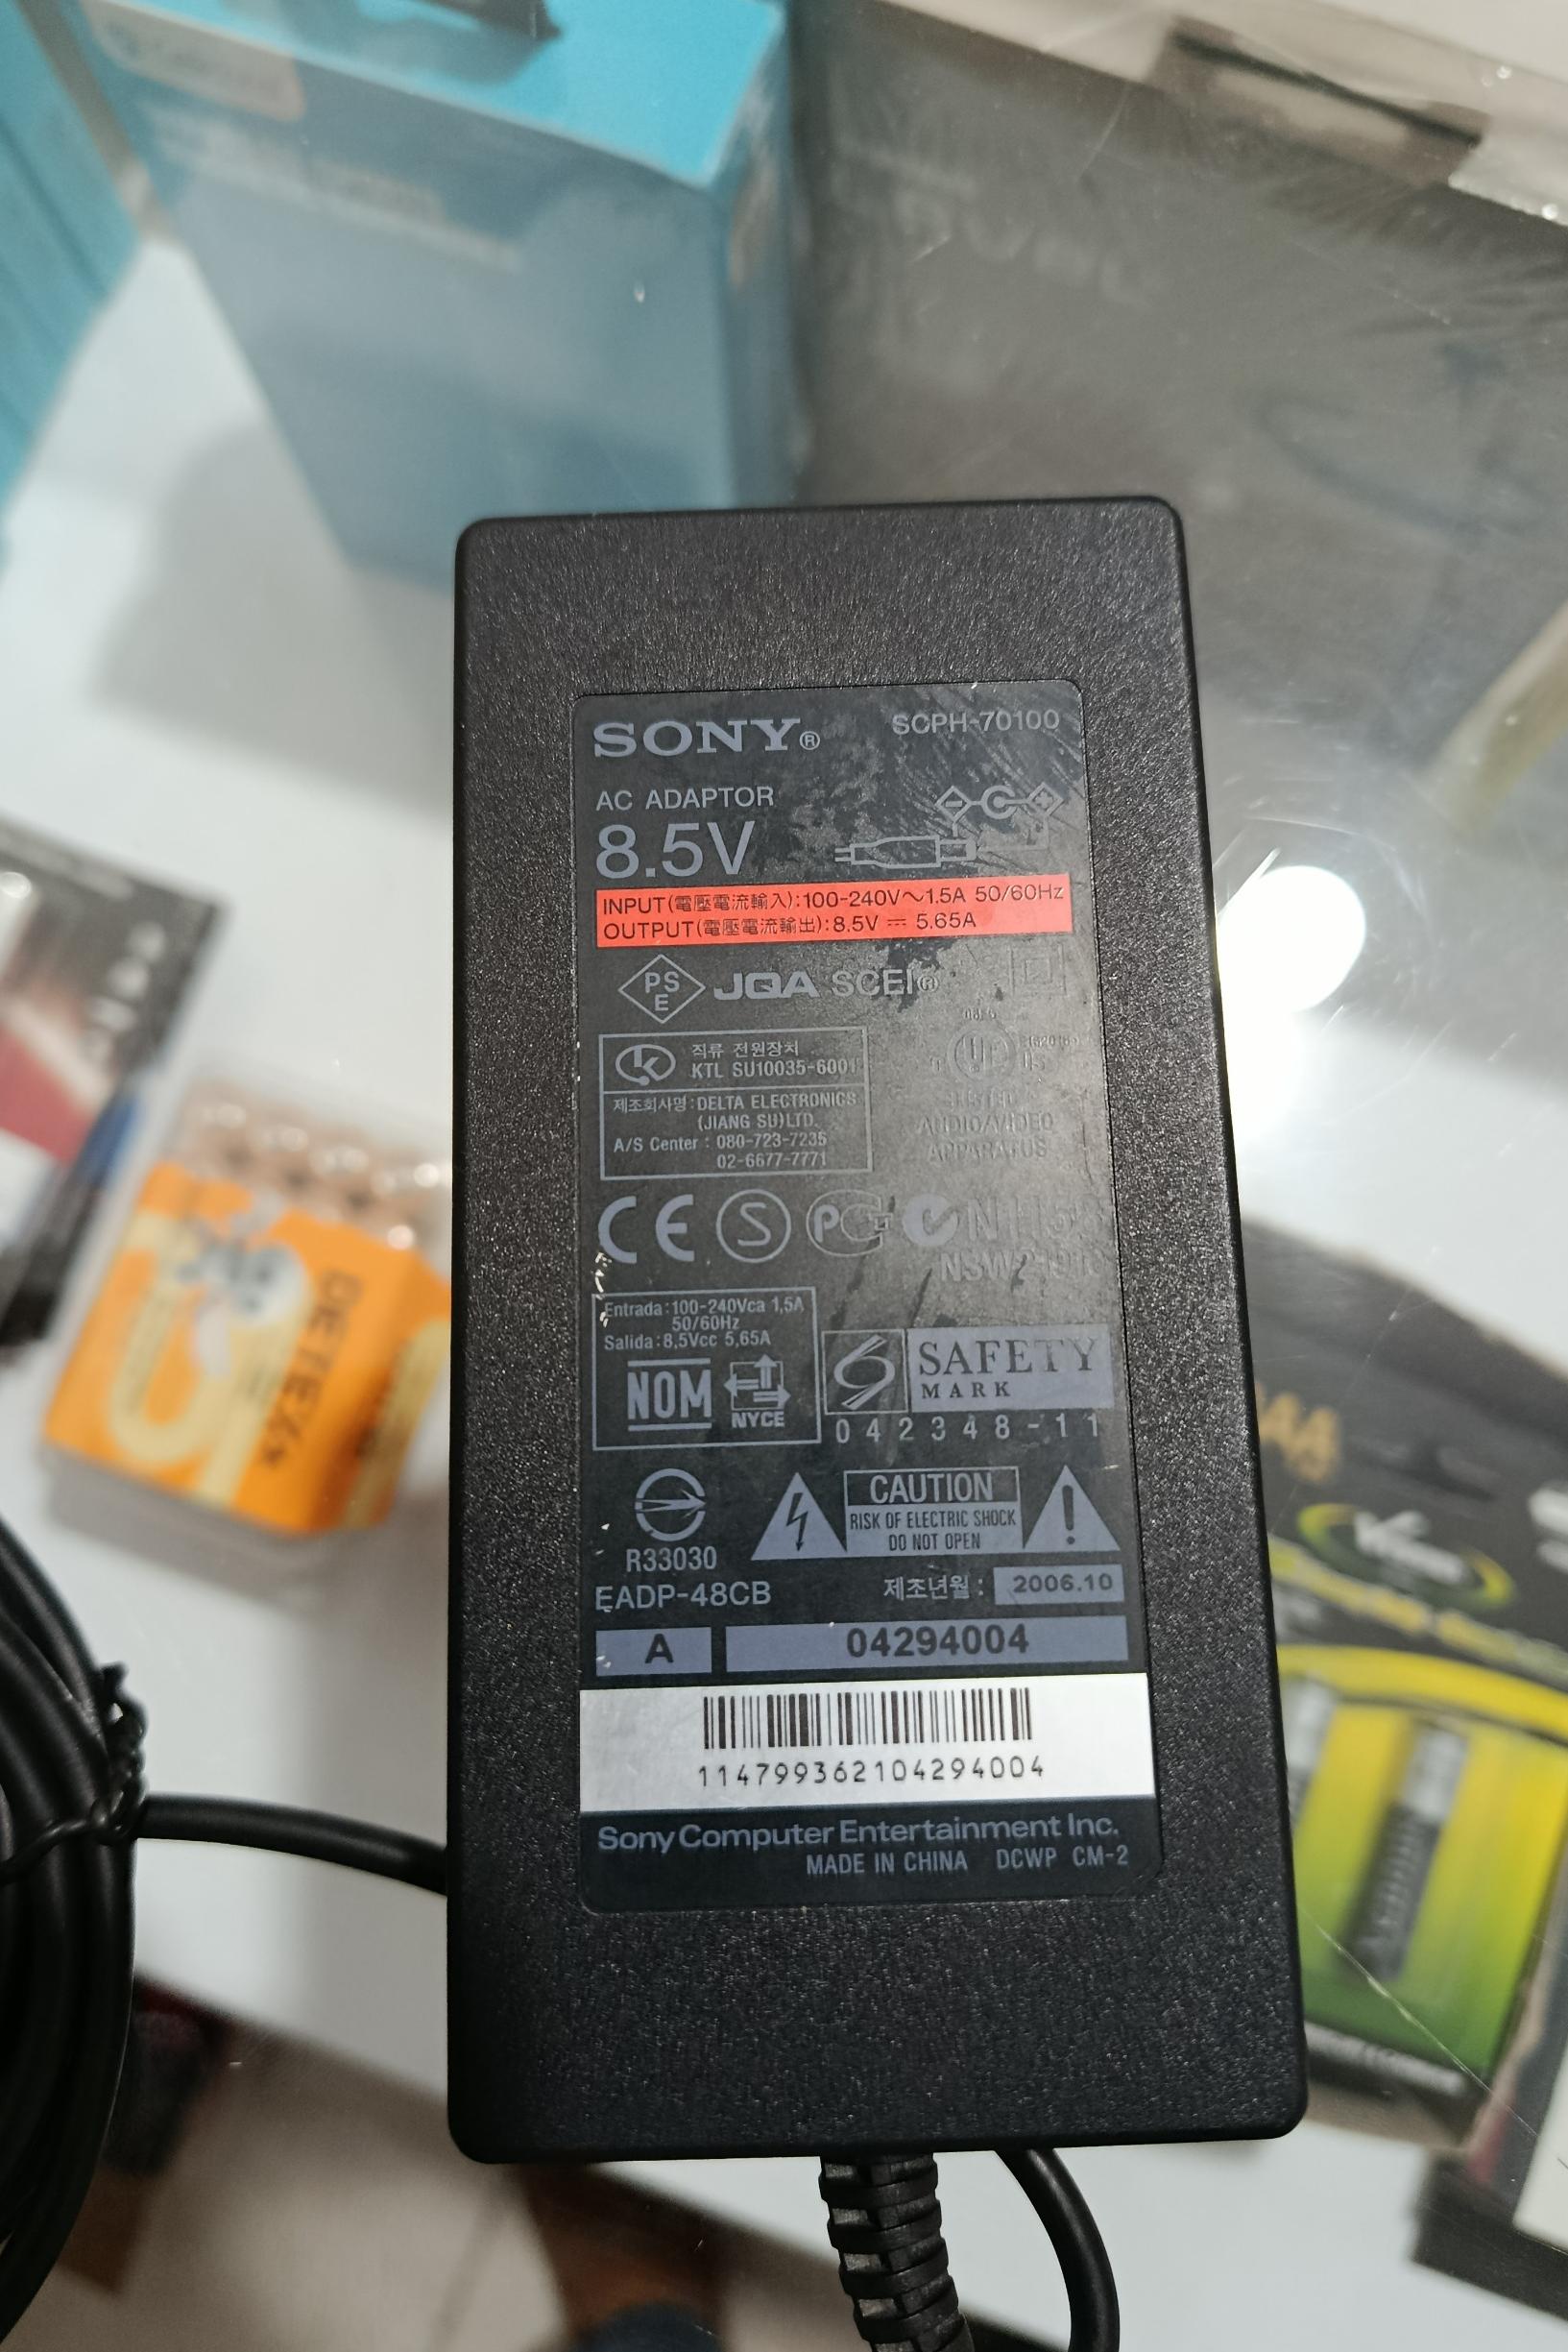 SONY®
SCPH-70100
AC ADAPTOR
8.5V
INPUT(電壓電流輸入):100-240V～1.5A 50/60Hz
OUTPUT(電壓電流輸出):8.5V ⎓ 5.65A
PS
E
JQA SCEI®
직류 전원장치
KTL SU10035-6001
제조회사명:DELTA ELECTRONICS
(JIANG SU)LTD.
A/S Center : 080-723-7235
02-6677-7771
AUDIO/VIDEO
APPARATUS
CE S
Entrada:100-240Vca 1,5A
50/60Hz
Salida:8,5Vcc 5,65A
NOM
NYCE
SAFETY
MARK
042348-11
R33030
CAUTION
RISK OF ELECTRIC SHOCK
DO NOT OPEN
EADP-48CB
제조년월 : 2006.10
A 04294004
114799362104294004
Sony Computer Entertainment Inc.
MADE IN CHINA DCWP CM-2